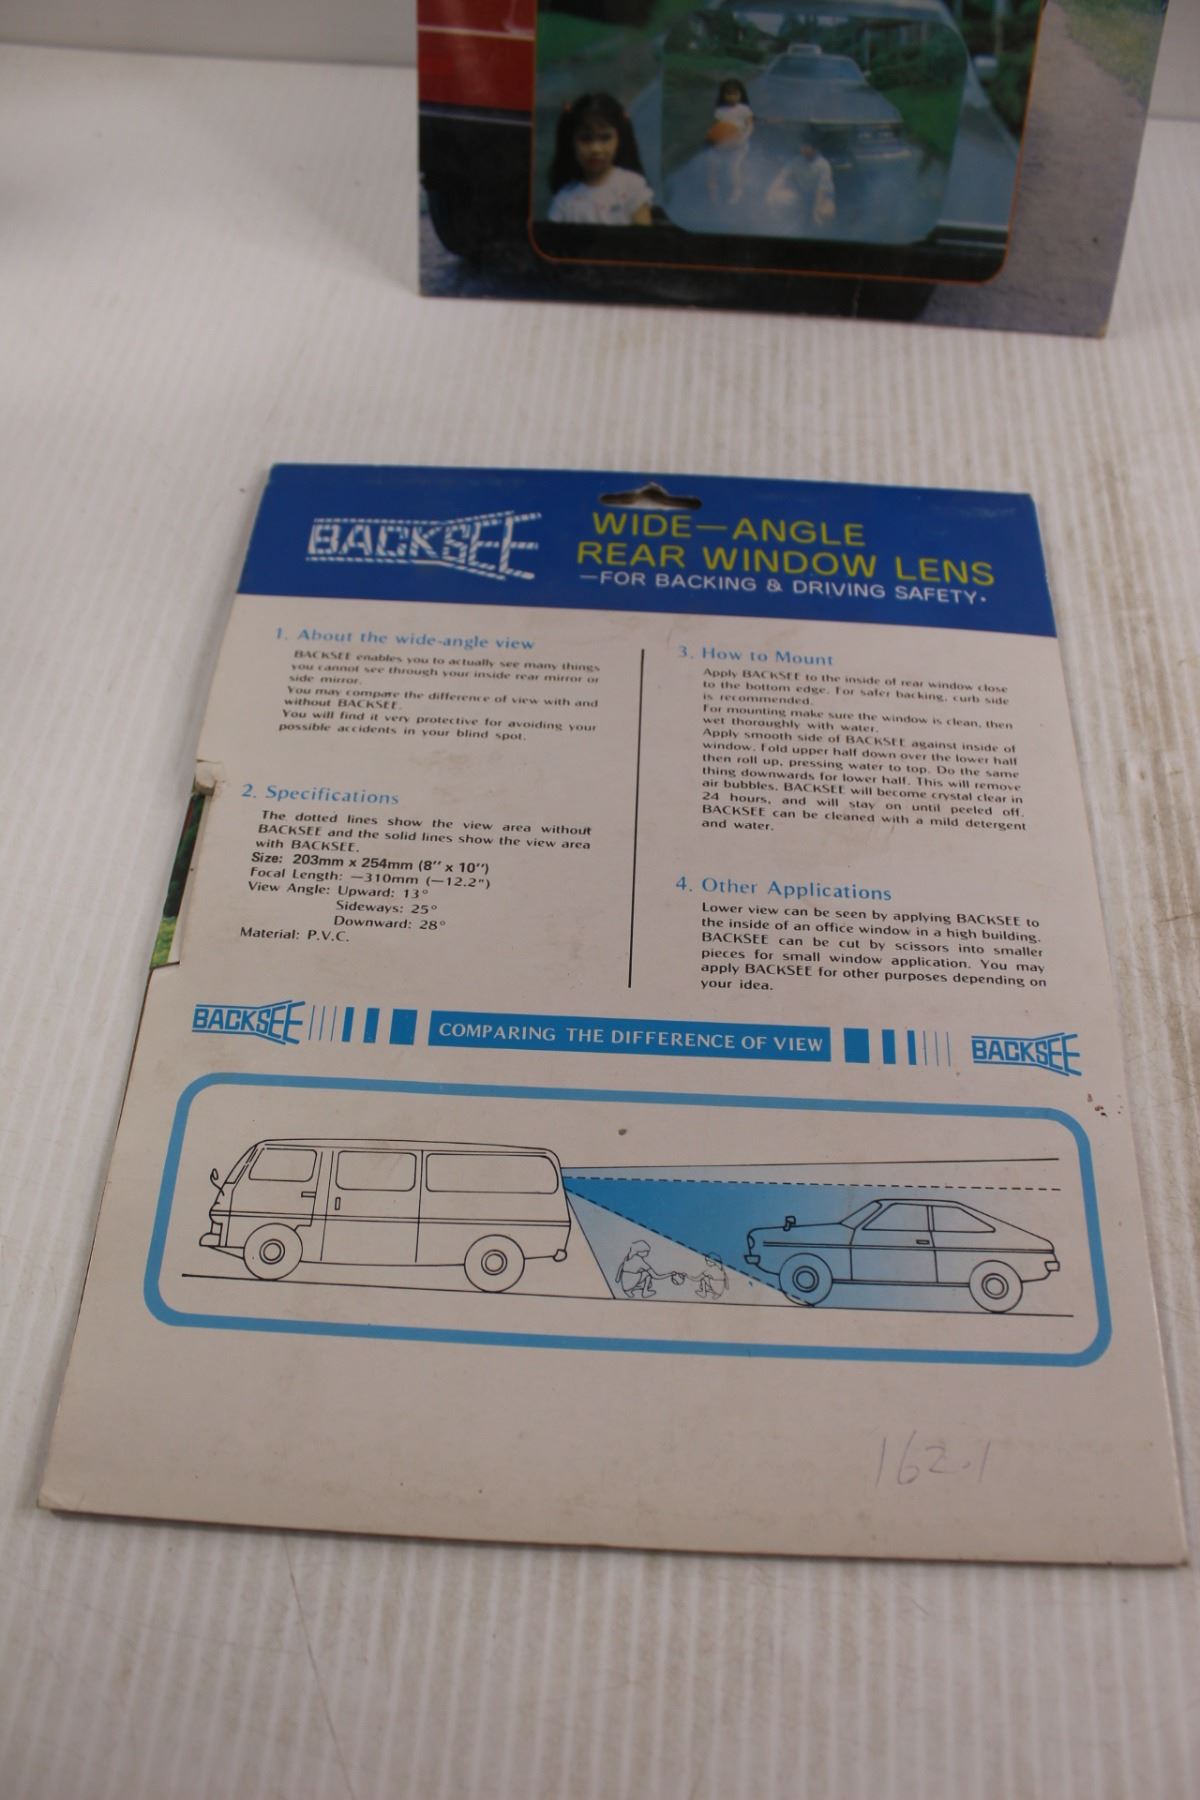 BACKSEE
WIDE—ANGLE
REAR WINDOW LENS
—FOR BACKING & DRIVING SAFETY•
1. About the wide-angle view
BACKSEE enables you to actually see many things
you cannot see through your inside rear mirror or
side mirror.
You may compare the difference of view with and
without BACKSEE.
You will find it very protective for avoiding your
possible accidents in your blind spot.
2. Specifications
The dotted lines show the view area without
BACKSEE and the solid lines show the view area
with BACKSEE.
Size: 203mm x 254mm (8'' x 10'')
Focal Length: —310mm (—12.2")
View Angle: Upward: 13°
Sideways: 25°
Downward: 28°
Material: P.V.C.
3. How to Mount
Apply BACKSEE to the inside of rear window close
to the bottom edge. For safer backing, curb side
is recommended.
For mounting make sure the window is clean, then
wet thoroughly with water.
Apply smooth side of BACKSEE against inside of
window. Fold upper half down over the lower half
then roll up, pressing water to top. Do the same
thing downwards for lower half. This will remove
air bubbles. BACKSEE will become crystal clear in
24 hours, and will stay on until peeled off.
BACKSEE can be cleaned with a mild detergent
and water.
4. Other Applications
Lower view can be seen by applying BACKSEE to
the inside of an office window in a high building.
BACKSEE can be cut by scissors into smaller
pieces for small window application. You may
apply BACKSEE for other purposes depending on
your idea.
BACKSEE COMPARING THE DIFFERENCE OF VIEW BACKSEE
162.1